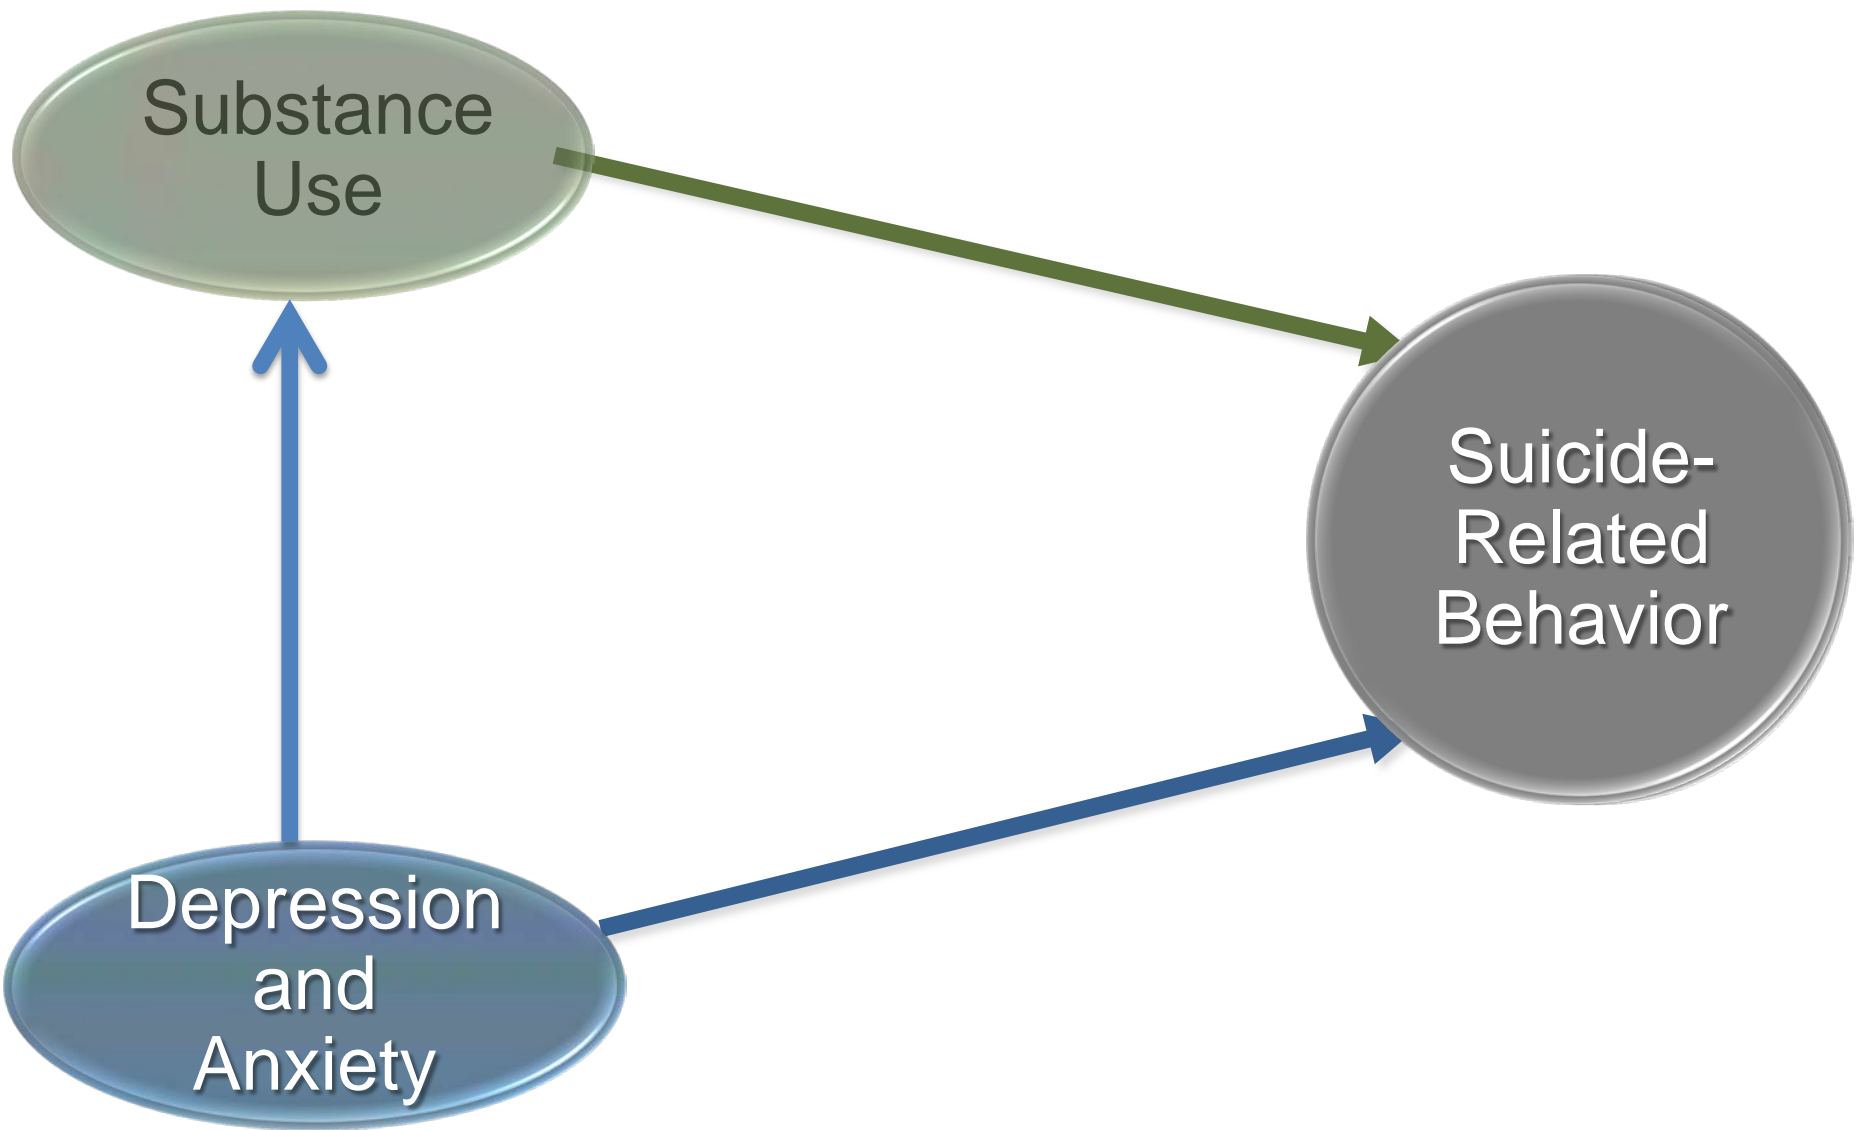 Substance
Use
Suicide-
Related
Behavior
Depression
and
Anxiety